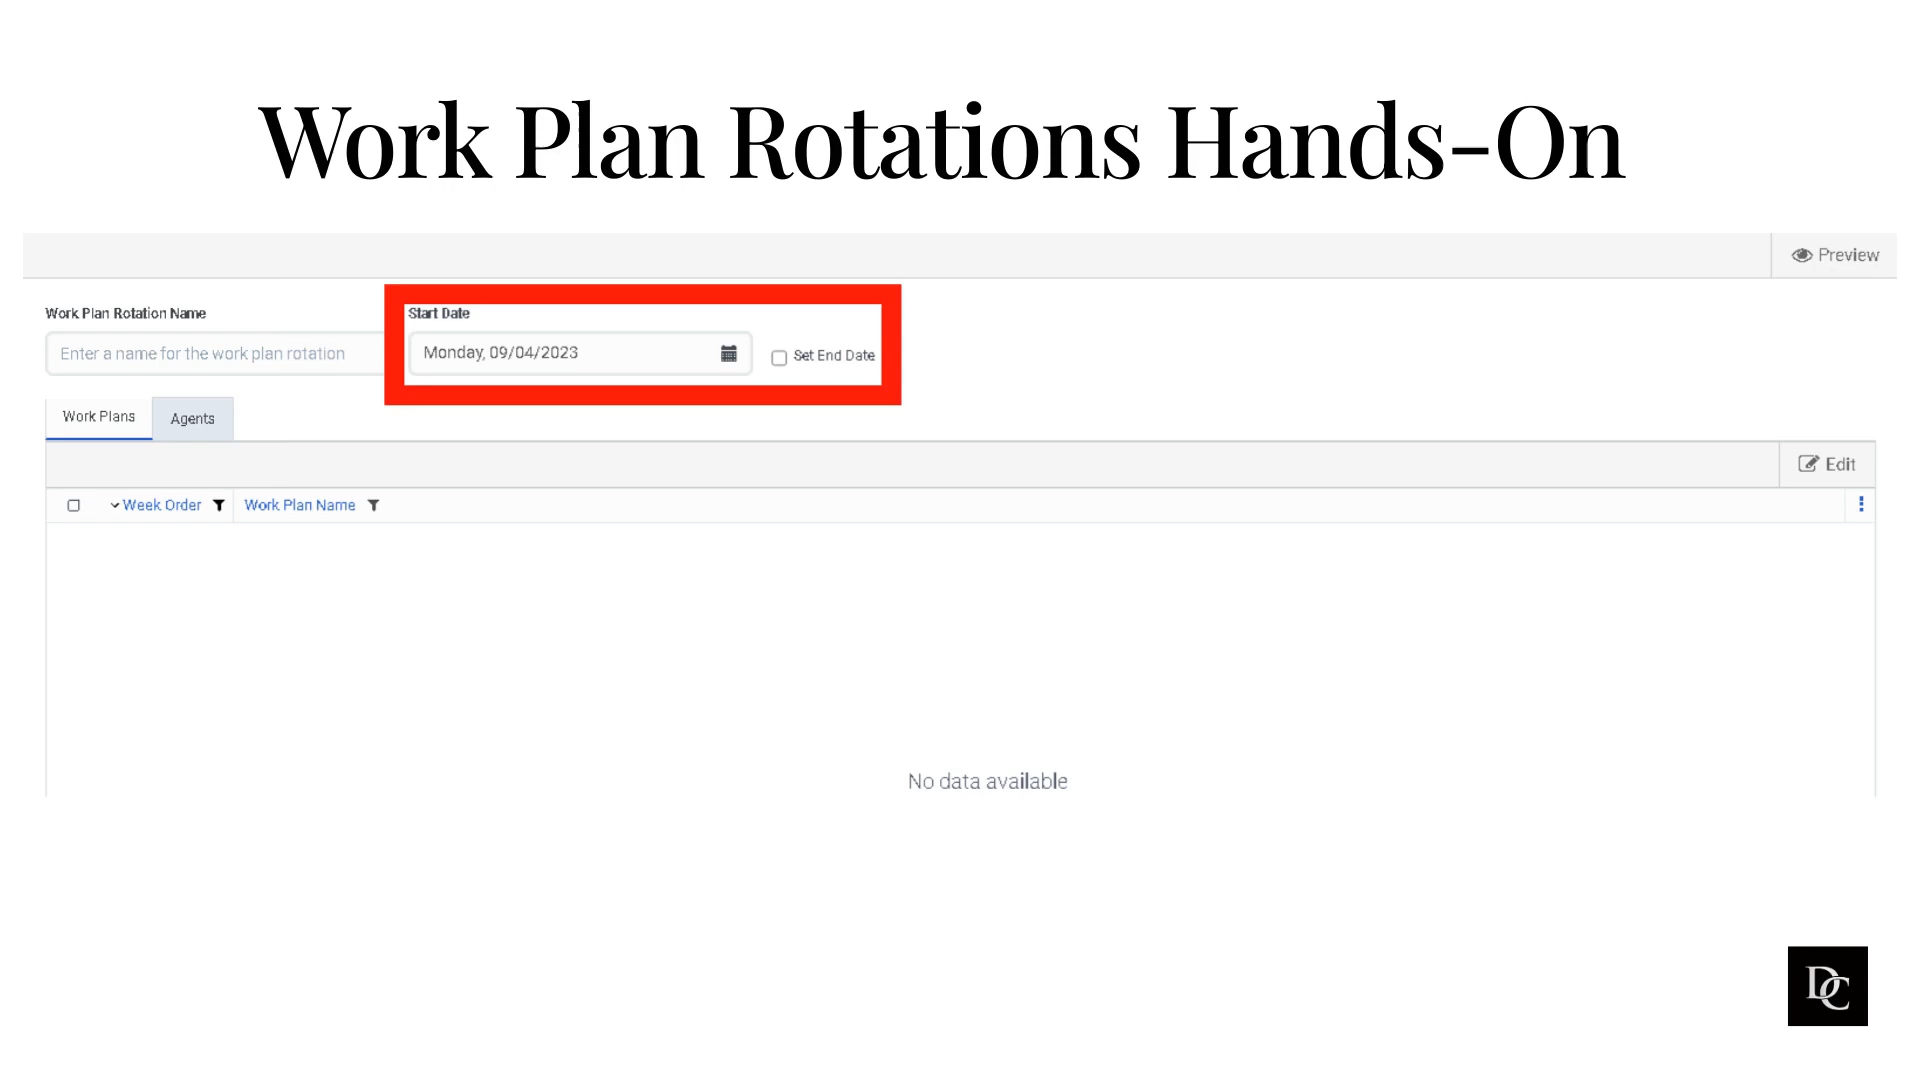 Work Plan Rotations Hands-On
Preview
Work Plan Rotation Name
Start Date
Enter a name for the work plan rotation
Monday, 09/04/2023
Set End Date
Work Plans
Agents
Edit
Week Order
Work Plan Name
No data available
DC